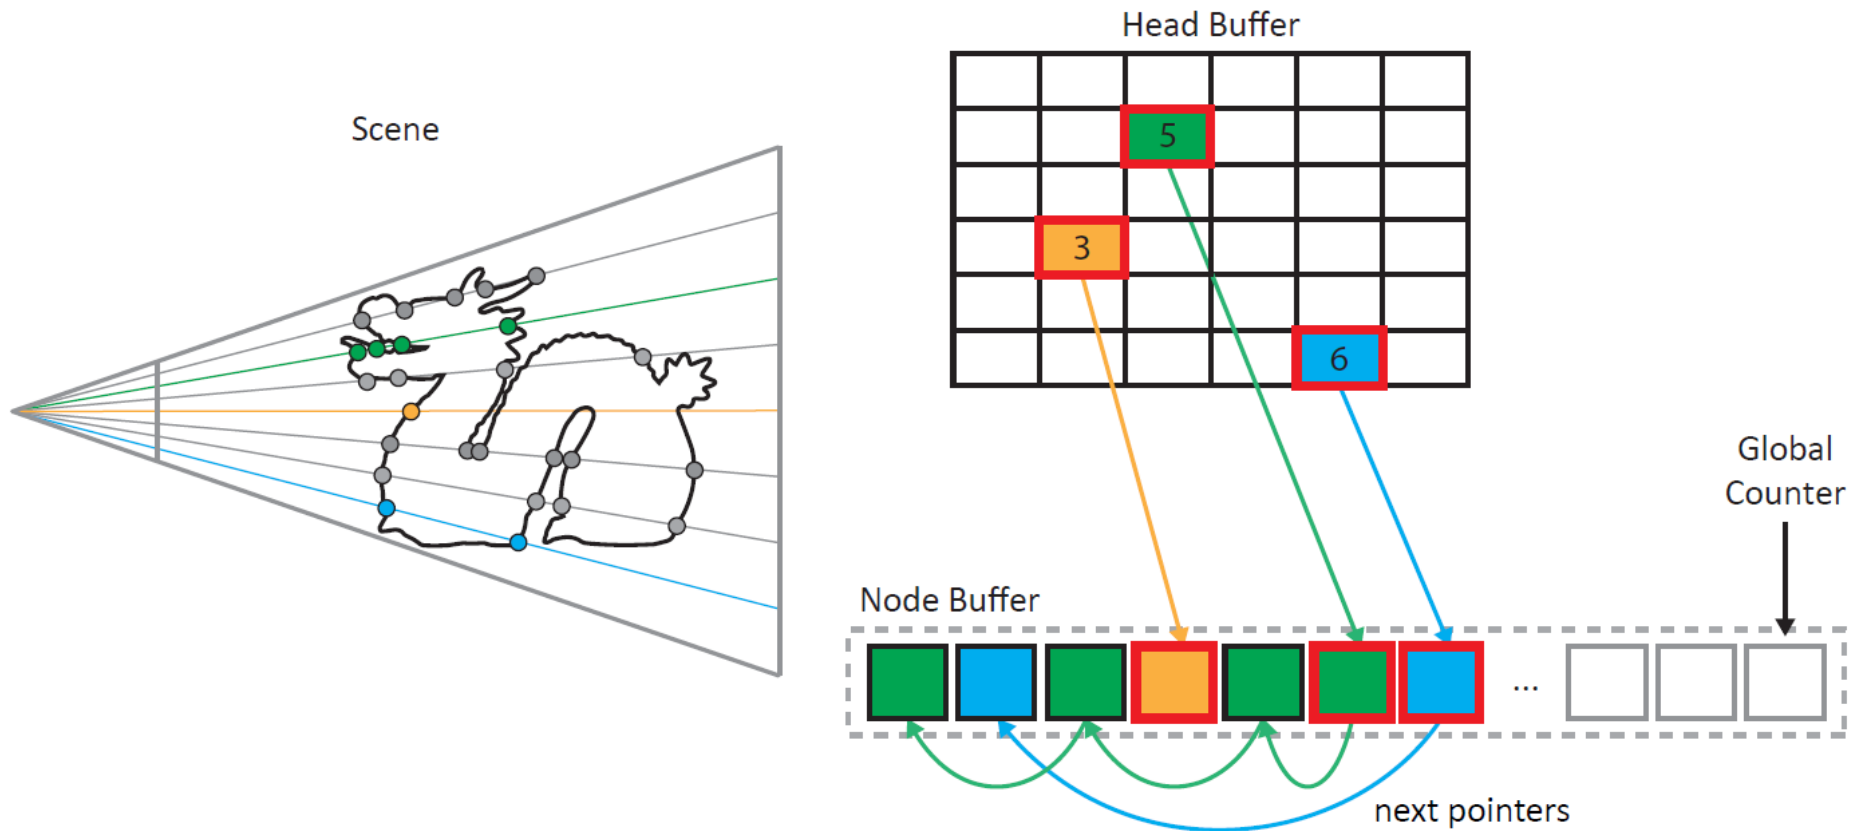 Head Buffer
Scene
5
3
6
Global
Counter
Node Buffer
...
next pointers